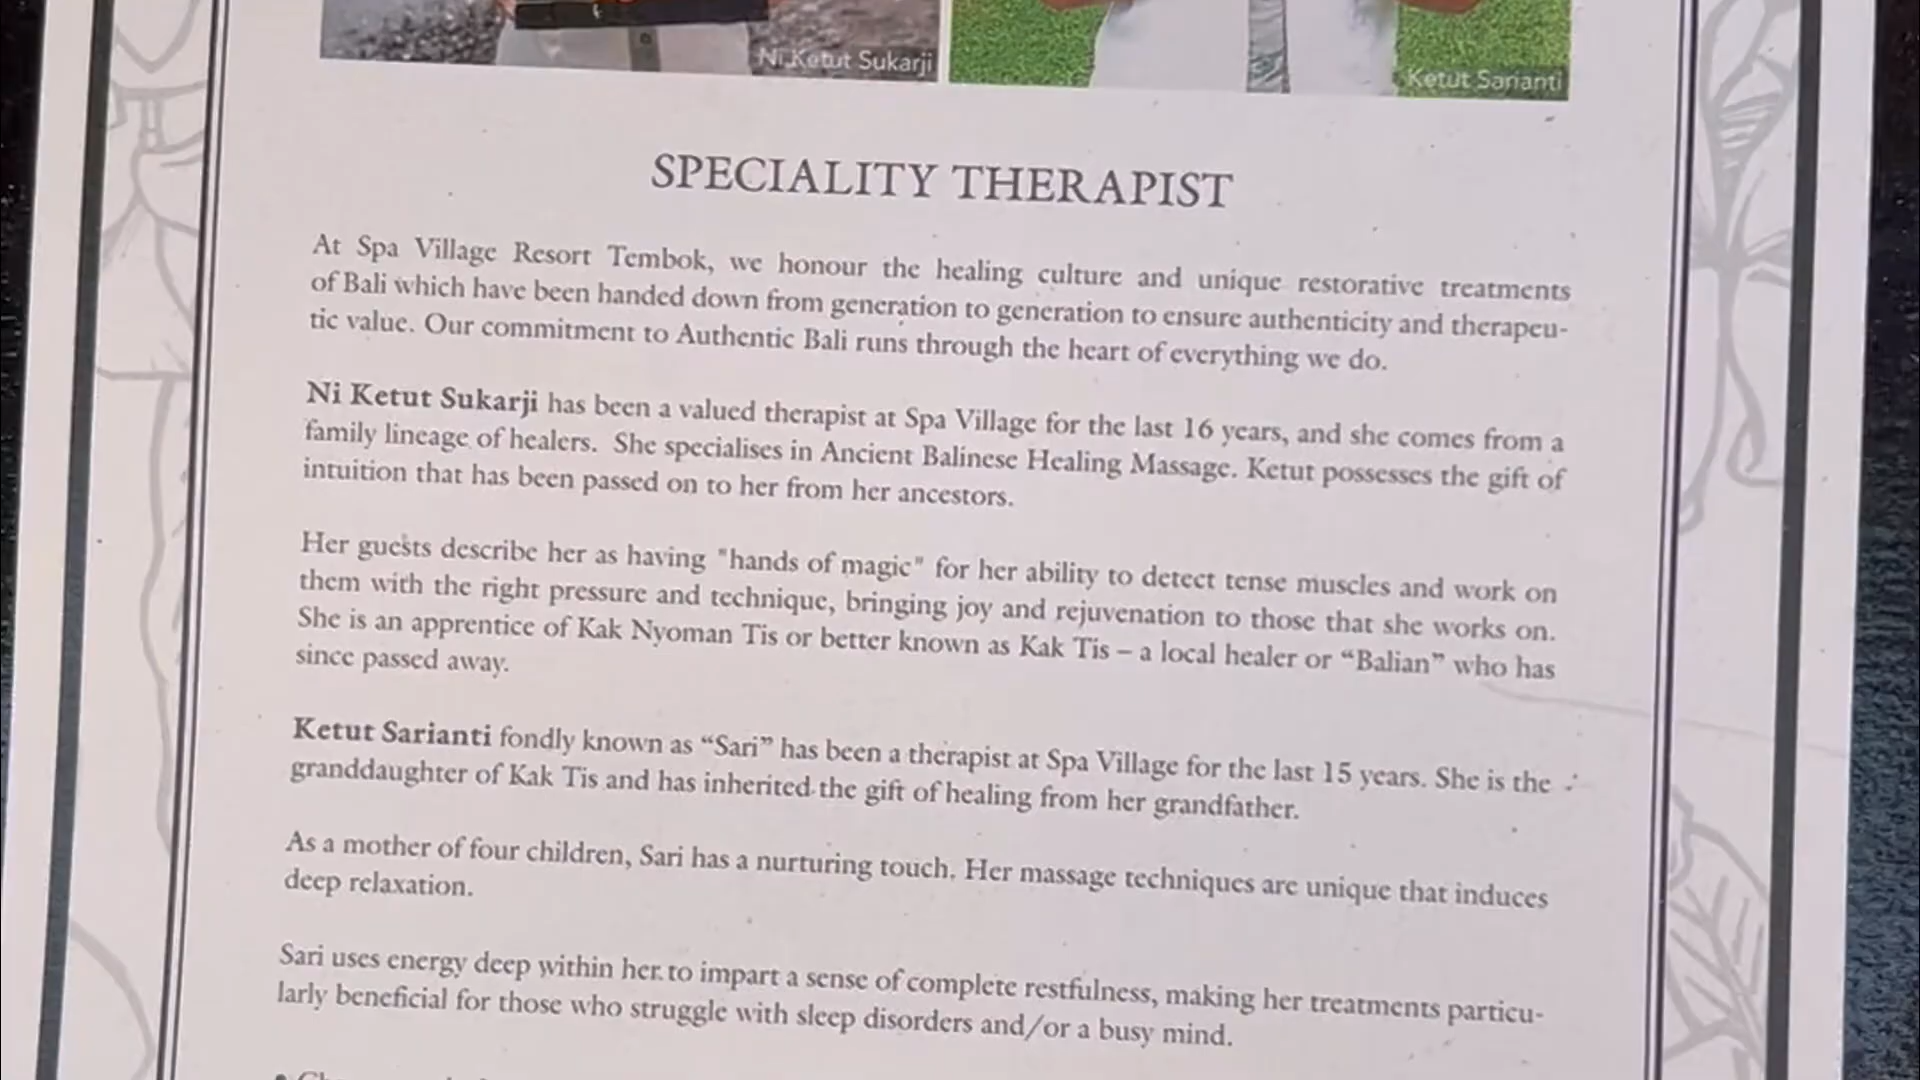 Ni Ketut Sukarji
Ketut Sarianti
SPECIALITY THERAPIST
At Spa Village Resort Tembok, we honour the healing culture and unique restorative treatments
of Bali which have been handed down from generation to generation to ensure authenticity and therapeu-
tic value. Our commitment to Authentic Bali runs through the heart of everything we do.
Ni Ketut Sukarji has been a valued therapist at Spa Village for the last 16 years, and she comes from a
family lineage of healers. She specialises in Ancient Balinese Healing Massage. Ketut possesses the gift of
intuition that has been passed on to her from her ancestors.
Her guests describe her as having "hands of magic" for her ability to detect tense muscles and work on
them with the right pressure and technique, bringing joy and rejuvenation to those that she works on.
She is an apprentice of Kak Nyoman Tis or better known as Kak Tis – a local healer or “Balian” who has
since passed away.
Ketut Sarianti fondly known as “Sari” has been a therapist at Spa Village for the last 15 years. She is the
granddaughter of Kak Tis and has inherited the gift of healing from her grandfather.
As a mother of four children, Sari has a nurturing touch. Her massage techniques are unique that induces
deep relaxation.
Sari uses energy deep within her to impart a sense of complete restfulness, making her treatments particu-
larly beneficial for those who struggle with sleep disorders and/or a busy mind.